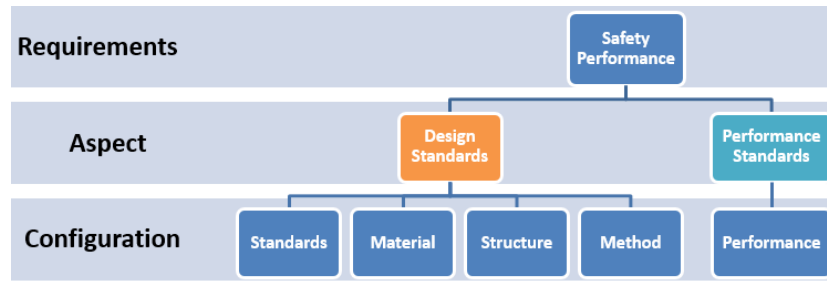 Requirements
Safety
Performance
Aspect
Design
Standards
Performance
Standards
Configuration
Standards
Material
Structure
Method
Performance